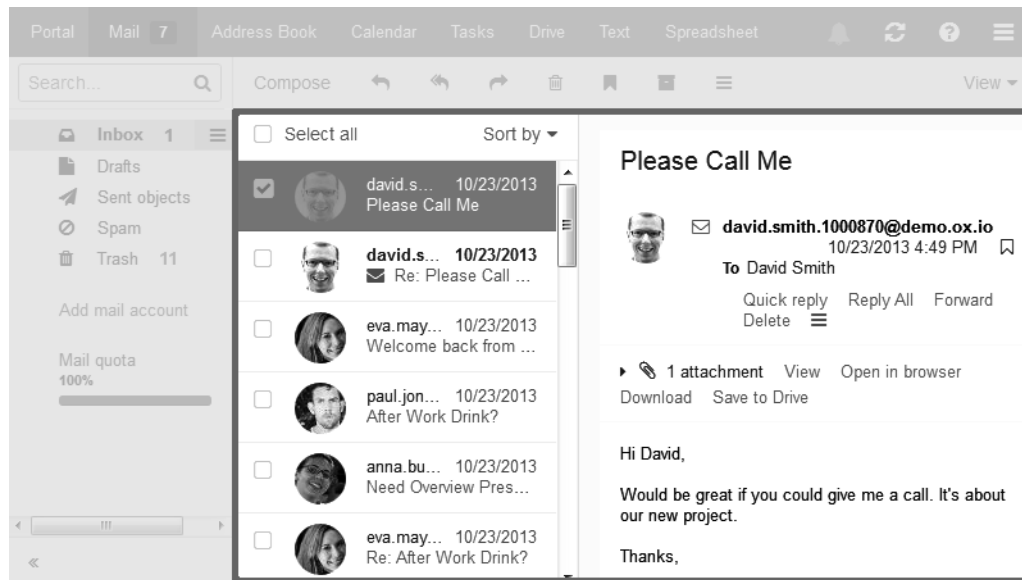 Portal Mail 7 Address Book Calendar Tasks Drive Text Spreadsheet
Search... Compose View
Inbox 1
Drafts
Sent objects
Spam
Trash 11
Add mail account
Mail quota
100%
Select all Sort by
david.s... 10/23/2013
Please Call Me
david.s... 10/23/2013
Re: Please Call ...
eva.may... 10/23/2013
Welcome back from ...
paul.jon... 10/23/2013
After Work Drink?
anna.bu... 10/23/2013
Need Overview Pres...
eva.may... 10/23/2013
Re: After Work Drink?
Please Call Me
david.smith.1000870@demo.ox.io
10/23/2013 4:49 PM
To David Smith
Quick reply Reply All Forward
Delete
1 attachment View Open in browser
Download Save to Drive
Hi David,
Would be great if you could give me a call. It's about
our new project.
Thanks,